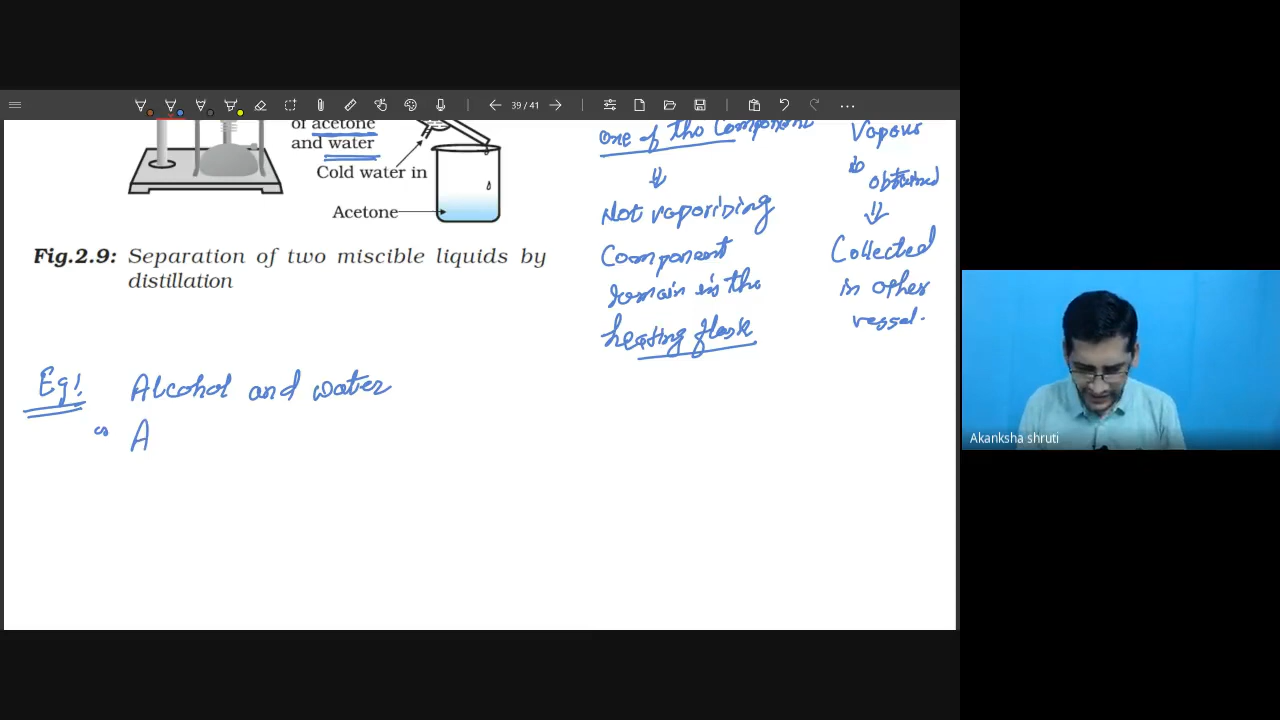 39 / 41
of acetone
and water
Cold water in
Acetone
Fig.2.9: Separation of two miscible liquids by
distillation
one of the Component
Not vaporising
Component
remain in the
heating flask
Vapours
obtained
Collected
in other
vessel.
Eg! Alcohol and water
A
Akanksha shruti